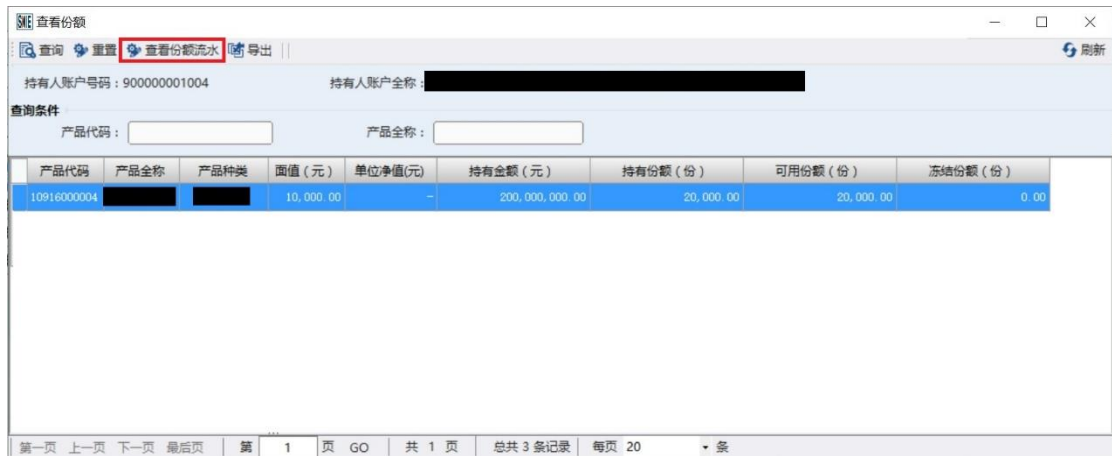 查看份额
查询 重置 查看份额流水 导出 刷新
持有人账户号码：900000001004 持有人账户全称：
查询条件
产品代码： 产品全称：
产品代码 产品全称 产品种类 面值（元） 单位净值(元) 持有金额（元） 持有份额（份） 可用份额（份） 冻结份额（份）
10916000004 10,000.00 — 200,000,000.00 20,000.00 20,000.00 0.00
第一页 上一页 下一页 最后页 第 1 页 GO 共 1 页 总共 3 条记录 每页 20 条